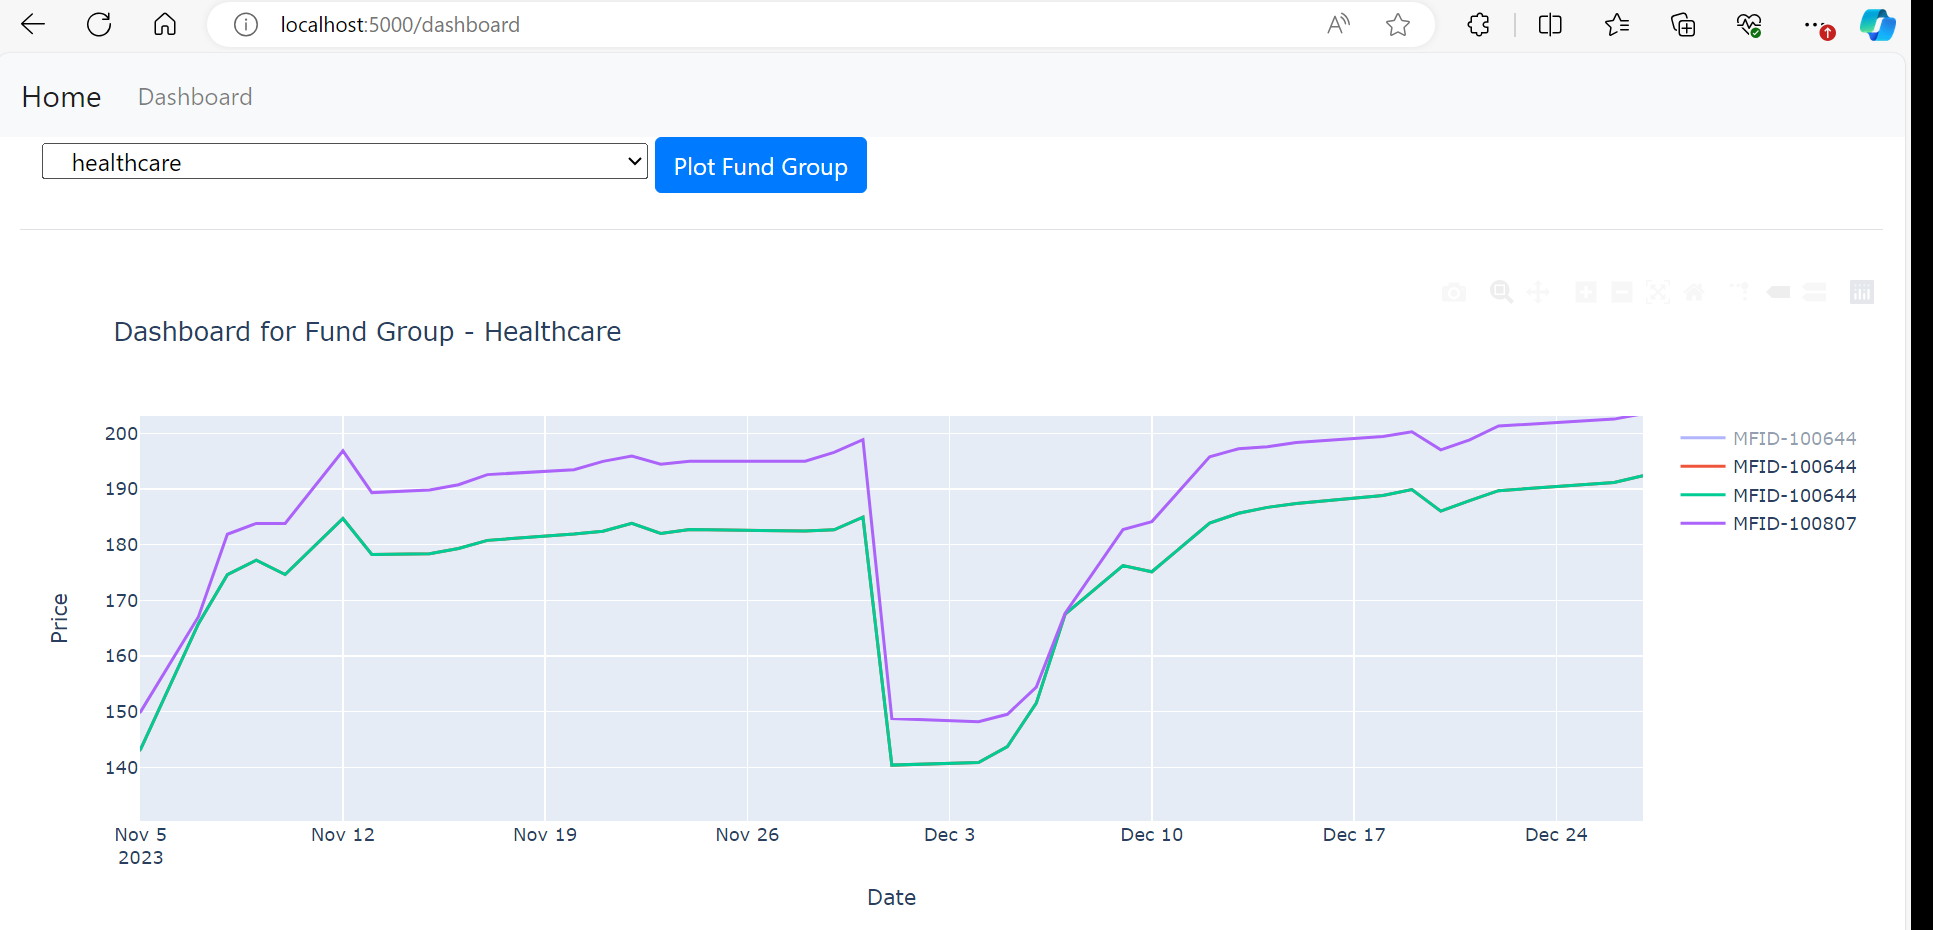 localhost:5000/dashboard
Home Dashboard
healthcare Plot Fund Group
Dashboard for Fund Group - Healthcare
200
190
180
170
160
150
140
Price
Nov 5 Nov 12 Nov 19 Nov 26 Dec 3 Dec 10 Dec 17 Dec 24
2023
Date
MFID-100644
MFID-100644
MFID-100644
MFID-100807